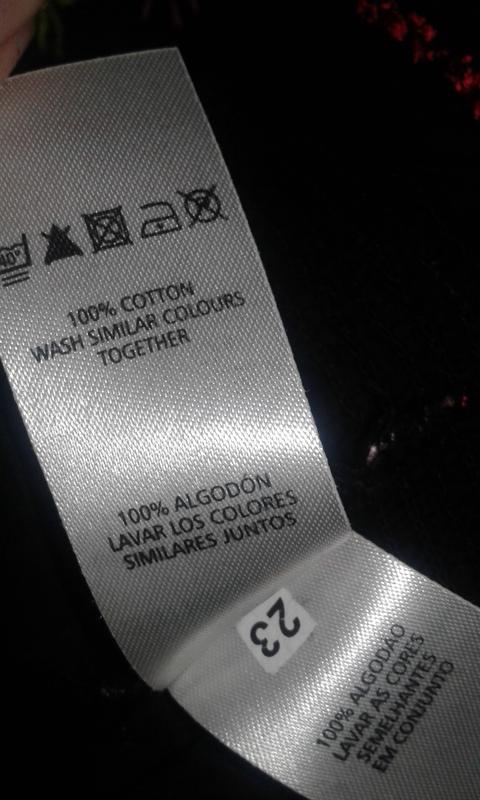 40°
100% COTTON
WASH SIMILAR COLOURS
TOGETHER
100% ALGODÓN
LAVAR LOS COLORES
SIMILARES JUNTOS
23
100% ALGODÃO
LAVAR AS CORES
SEMELHANTES
EM CONJUNTO